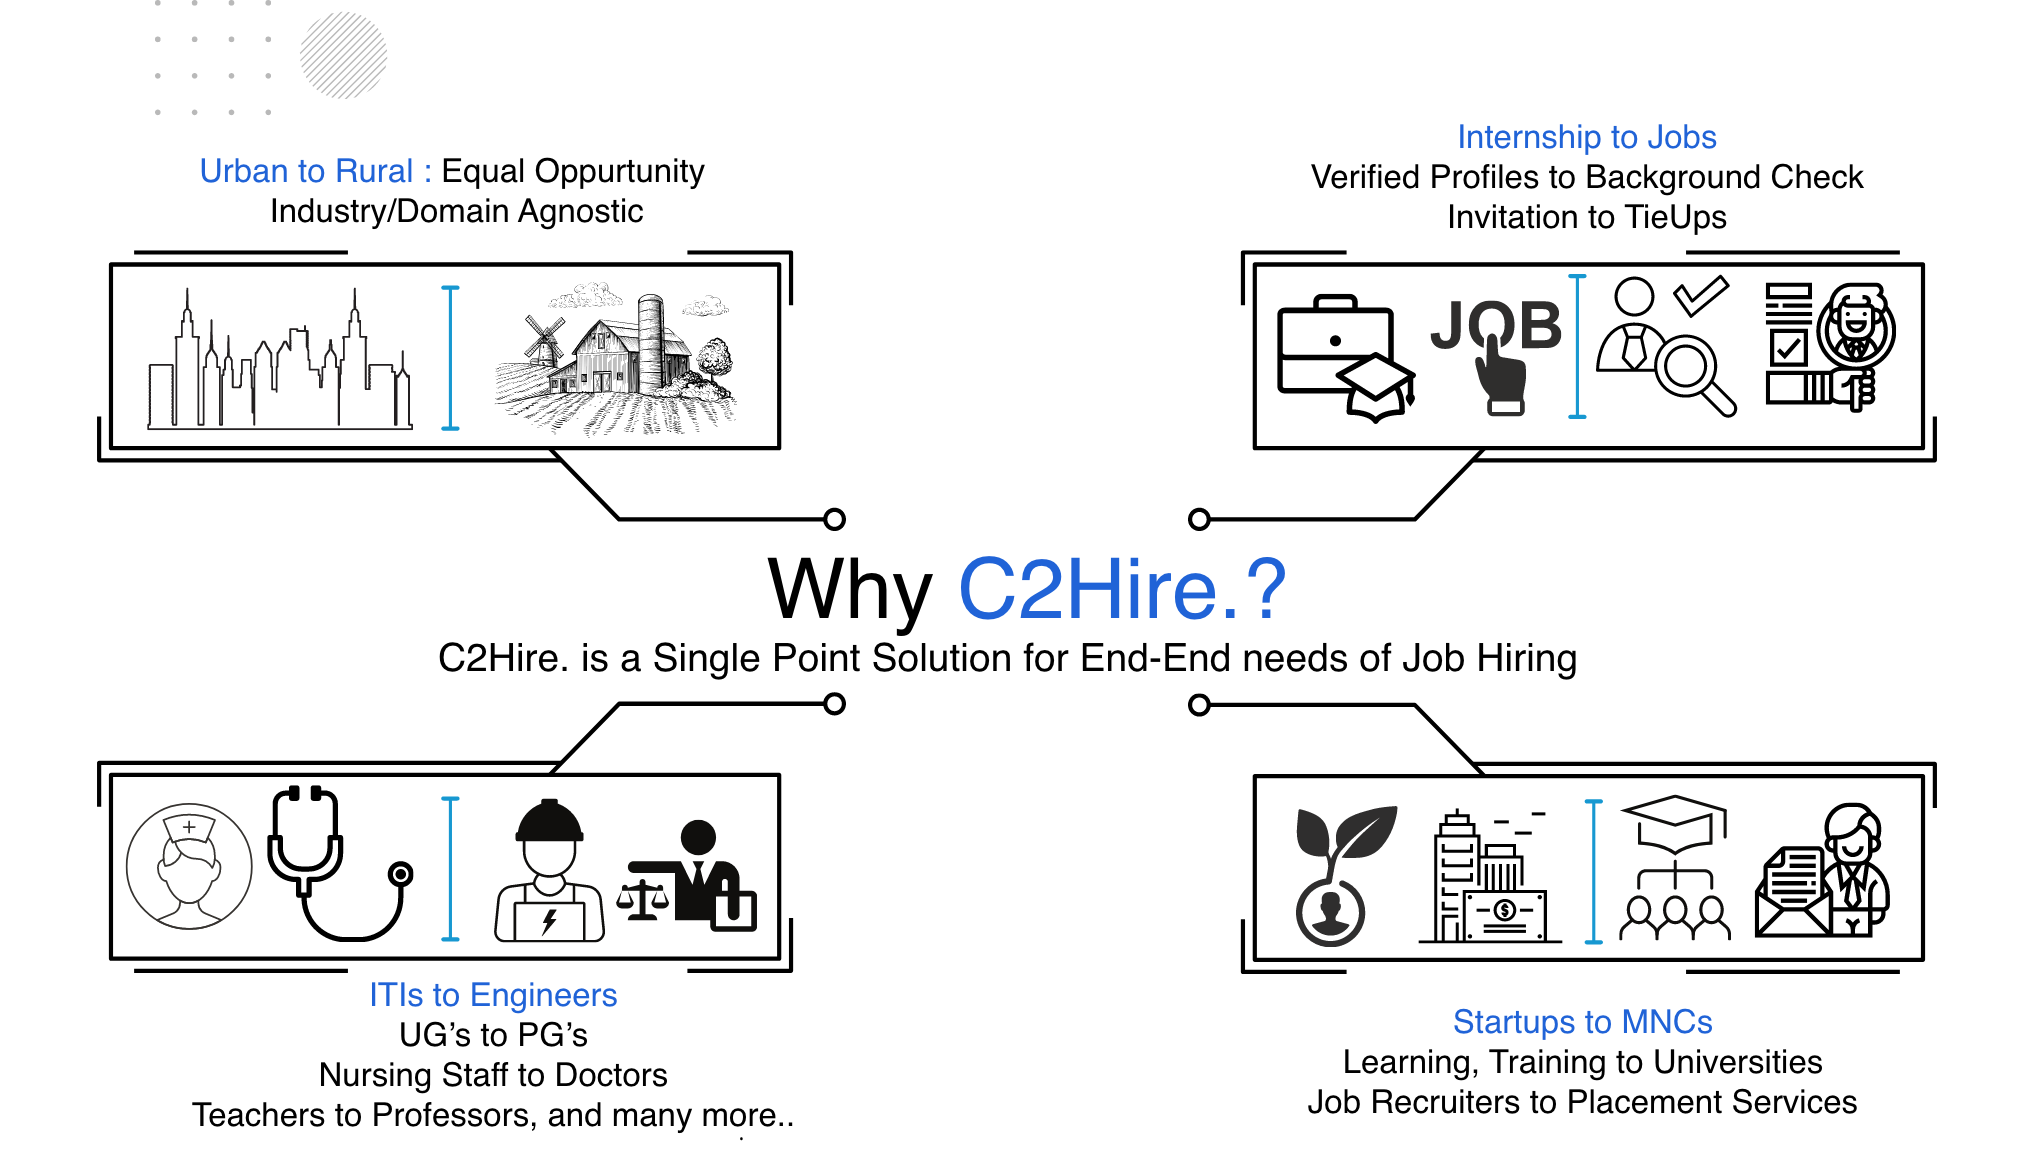 Urban to Rural : Equal Oppurtunity
Industry/Domain Agnostic
Internship to Jobs
Verified Profiles to Background Check
Invitation to TieUps
JOB
Why C2Hire.?
C2Hire. is a Single Point Solution for End-End needs of Job Hiring
$
ITIs to Engineers
UG’s to PG’s
Nursing Staff to Doctors
Teachers to Professors, and many more..
Startups to MNCs
Learning, Training to Universities
Job Recruiters to Placement Services